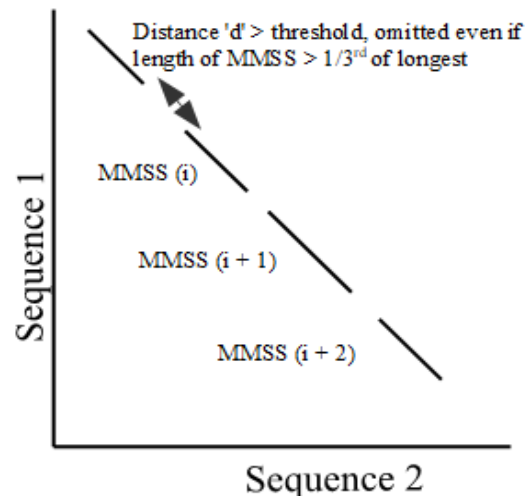 Distance 'd' > threshold, omitted even if
length of MMSS > 1/3rd of longest
MMSS (i)
MMSS (i + 1)
MMSS (i + 2)
Sequence 1
Sequence 2